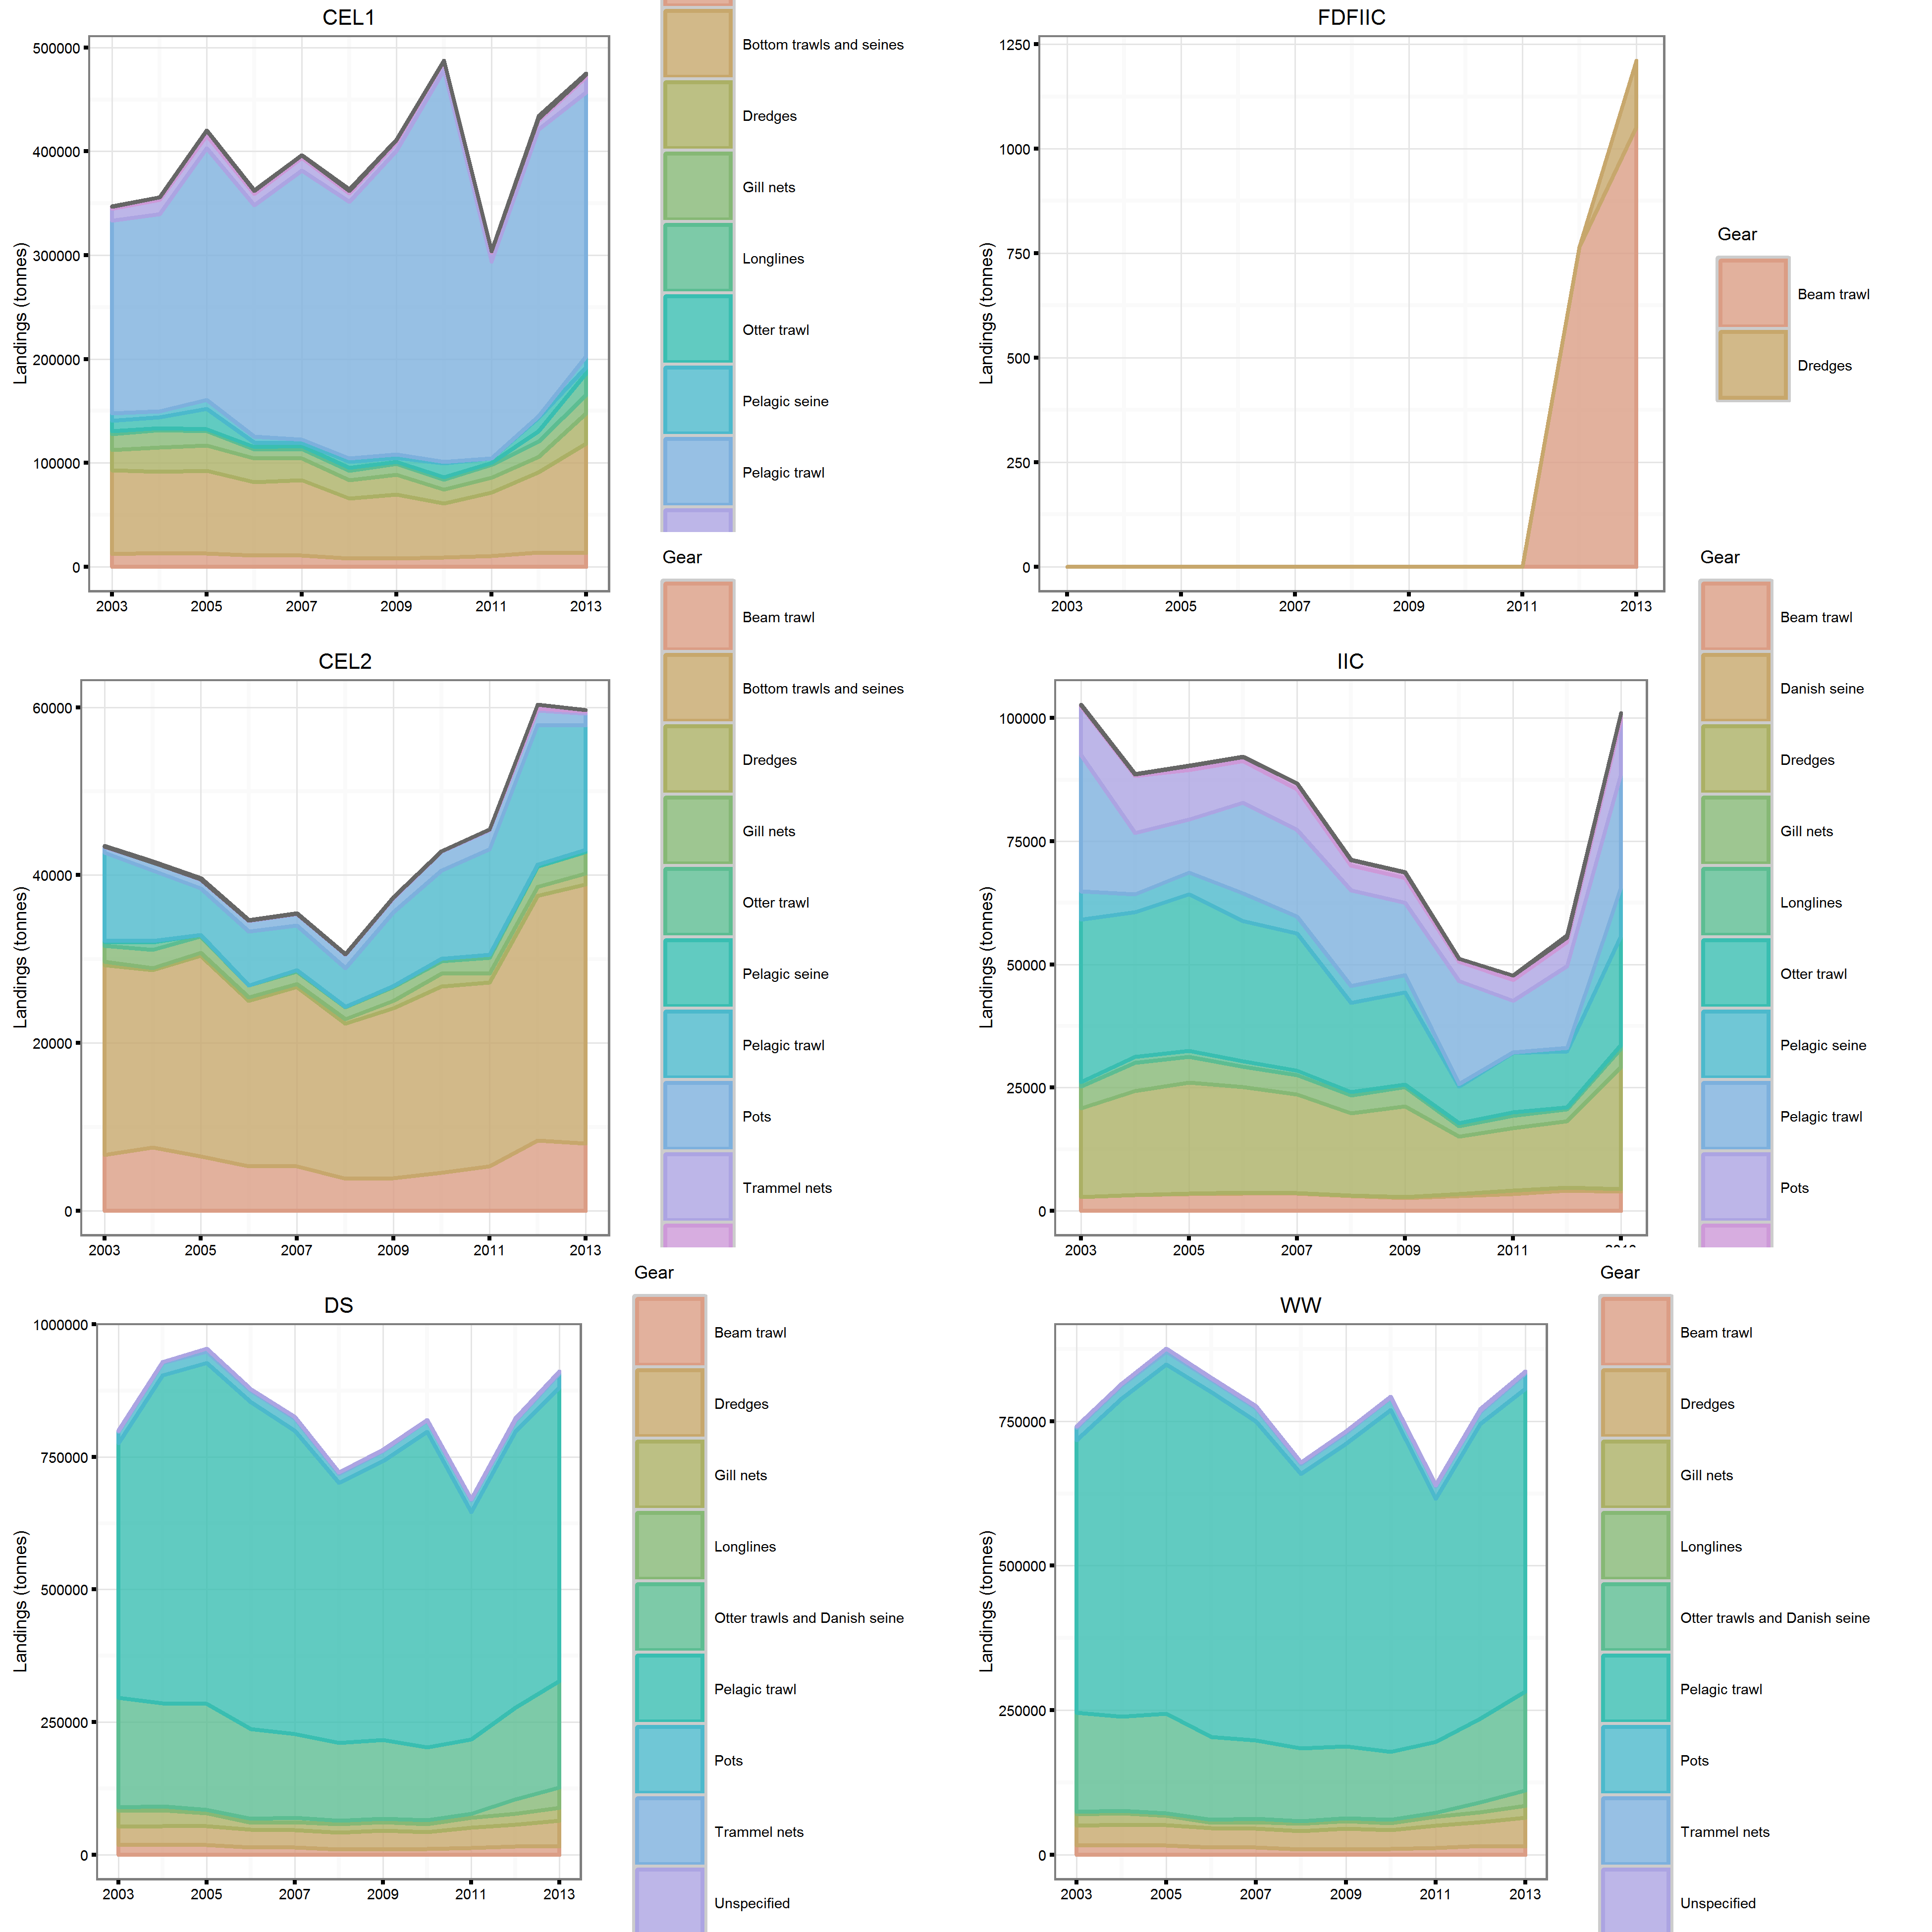 CEL1
Landings (tonnes)
500000
400000
300000
200000
100000
0
2003 2005 2007 2009 2011 2013
Bottom trawls and seines
Dredges
Gill nets
Longlines
Otter trawl
Pelagic seine
Pelagic trawl
FDFIIC
Landings (tonnes)
1250
1000
750
500
250
0
2003 2005 2007 2009 2011 2013
Gear
Beam trawl
Dredges
CEL2
Landings (tonnes)
60000
40000
20000
0
2003 2005 2007 2009 2011 2013
Gear
Beam trawl
Bottom trawls and seines
Dredges
Gill nets
Otter trawl
Pelagic seine
Pelagic trawl
Pots
Trammel nets
IIC
Landings (tonnes)
100000
75000
50000
25000
0
2003 2005 2007 2009 2011
Gear
Beam trawl
Danish seine
Dredges
Gill nets
Longlines
Otter trawl
Pelagic seine
Pelagic trawl
Pots
DS
Landings (tonnes)
1000000
750000
500000
250000
0
2003 2005 2007 2009 2011 2013
Gear
Beam trawl
Dredges
Gill nets
Longlines
Otter trawls and Danish seine
Pelagic trawl
Pots
Trammel nets
Unspecified
WW
Landings (tonnes)
750000
500000
250000
0
2003 2005 2007 2009 2011 2013
Gear
Beam trawl
Dredges
Gill nets
Longlines
Otter trawls and Danish seine
Pelagic trawl
Pots
Trammel nets
Unspecified